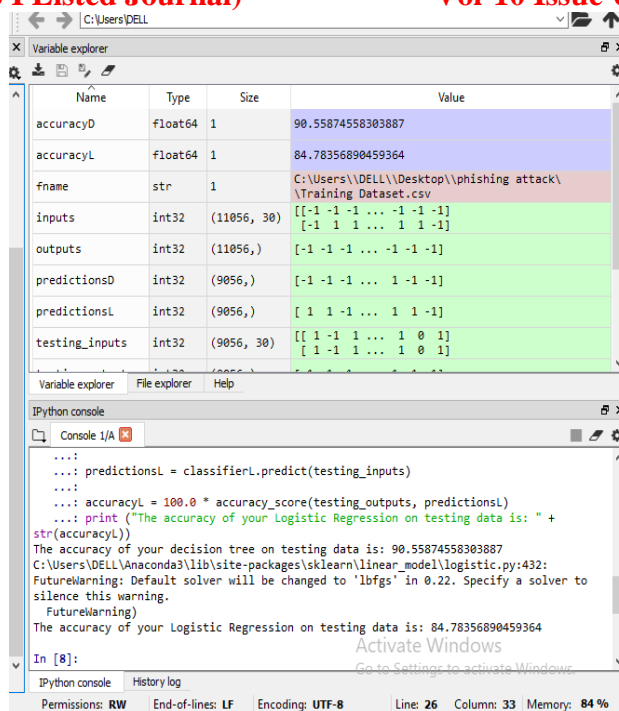 C:\Users\DELL
Variable explorer
Name Type Size Value
accuracyD float64 1 90.55874558303887
accuracyL float64 1 84.78356890459364
fname str 1 C:\Users\\DELL\\Desktop\\phishing attack\
\Training Dataset.csv
inputs int32 (11056, 30) [[-1 -1 -1 ... -1 -1 -1]
[-1 1 1 ... 1 1 -1]
outputs int32 (11056,) [-1 -1 -1 ... -1 -1 -1]
predictionsD int32 (9056,) [-1 -1 -1 ... 1 -1 -1]
predictionsL int32 (9056,) [ 1 1 -1 ... 1 1 -1]
testing_inputs int32 (9056, 30) [[ 1 -1 1 ... 1 0 1]
[ 1 -1 1 ... 1 0 1]
Variable explorer File explorer Help
IPython console
Console 1/A
...:
...: predictionsL = classifierL.predict(testing_inputs)
...:
...: accuracyL = 100.0 * accuracy_score(testing_outputs, predictionsL)
...: print ("The accuracy of your Logistic Regression on testing data is: " +
str(accuracyL))
The accuracy of your decision tree on testing data is: 90.55874558303887
C:\Users\DELL\Anaconda3\lib\site-packages\sklearn\linear_model\logistic.py:432:
FutureWarning: Default solver will be changed to 'lbfgs' in 0.22. Specify a solver to
silence this warning.
FutureWarning)
The accuracy of your Logistic Regression on testing data is: 84.78356890459364
Activate Windows
In [8]:
Go to Settings to activate Windows.
IPython console History log
Permissions: RW End-of-lines: LF Encoding: UTF-8 Line: 26 Column: 33 Memory: 84 %